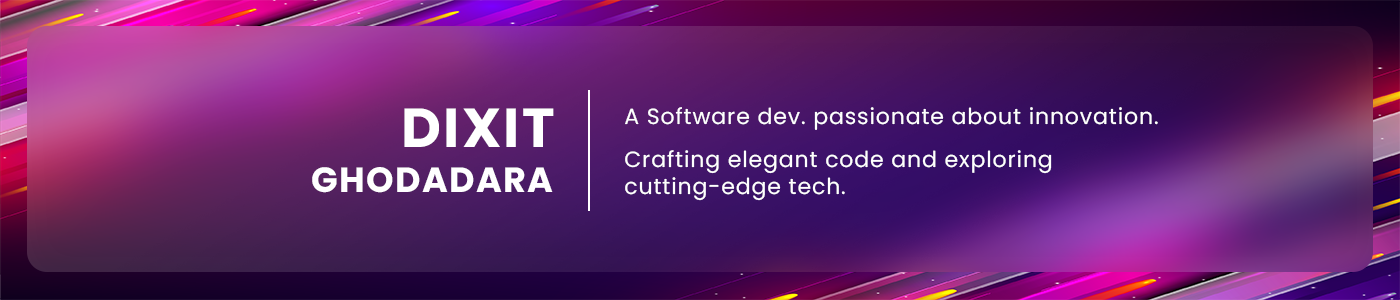 DIXIT
GHODADARA
A Software dev. passionate about innovation.
Crafting elegant code and exploring
cutting-edge tech.